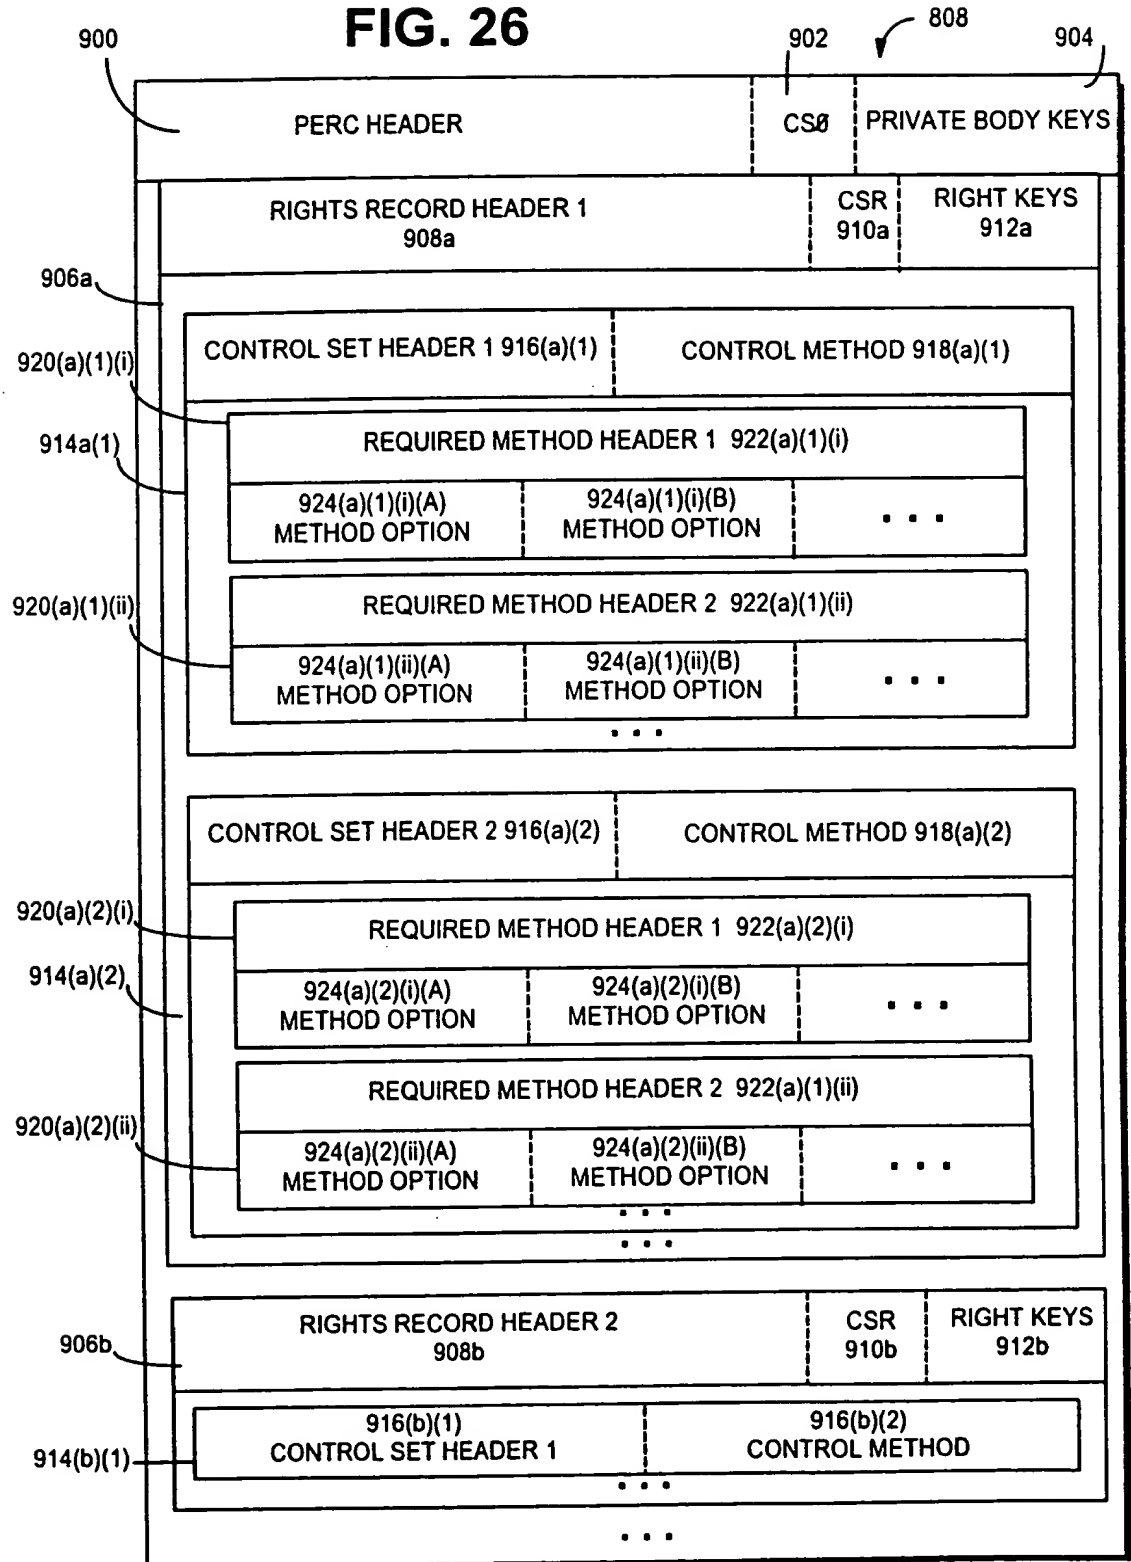 FIG. 26
900
902
808
904
PERC HEADER
CS0
PRIVATE BODY KEYS
RIGHTS RECORD HEADER 1
908a
CSR
910a
RIGHT KEYS
912a
906a
CONTROL SET HEADER 1 916(a)(1)
CONTROL METHOD 918(a)(1)
920(a)(1)(i)
REQUIRED METHOD HEADER 1 922(a)(1)(i)
914a(1)
924(a)(1)(i)(A)
METHOD OPTION
924(a)(1)(i)(B)
METHOD OPTION
. . .
920(a)(1)(ii)
REQUIRED METHOD HEADER 2 922(a)(1)(ii)
924(a)(1)(ii)(A)
METHOD OPTION
924(a)(1)(ii)(B)
METHOD OPTION
. . .
. . .
CONTROL SET HEADER 2 916(a)(2)
CONTROL METHOD 918(a)(2)
920(a)(2)(i)
REQUIRED METHOD HEADER 1 922(a)(2)(i)
914(a)(2)
924(a)(2)(i)(A)
METHOD OPTION
924(a)(2)(i)(B)
METHOD OPTION
. . .
REQUIRED METHOD HEADER 2 922(a)(1)(ii)
920(a)(2)(ii)
924(a)(2)(ii)(A)
METHOD OPTION
924(a)(2)(ii)(B)
METHOD OPTION
. . .
. . .
. . .
RIGHTS RECORD HEADER 2
908b
CSR
910b
RIGHT KEYS
912b
906b
916(b)(1)
CONTROL SET HEADER 1
916(b)(2)
CONTROL METHOD
914(b)(1)
. . .
. . .